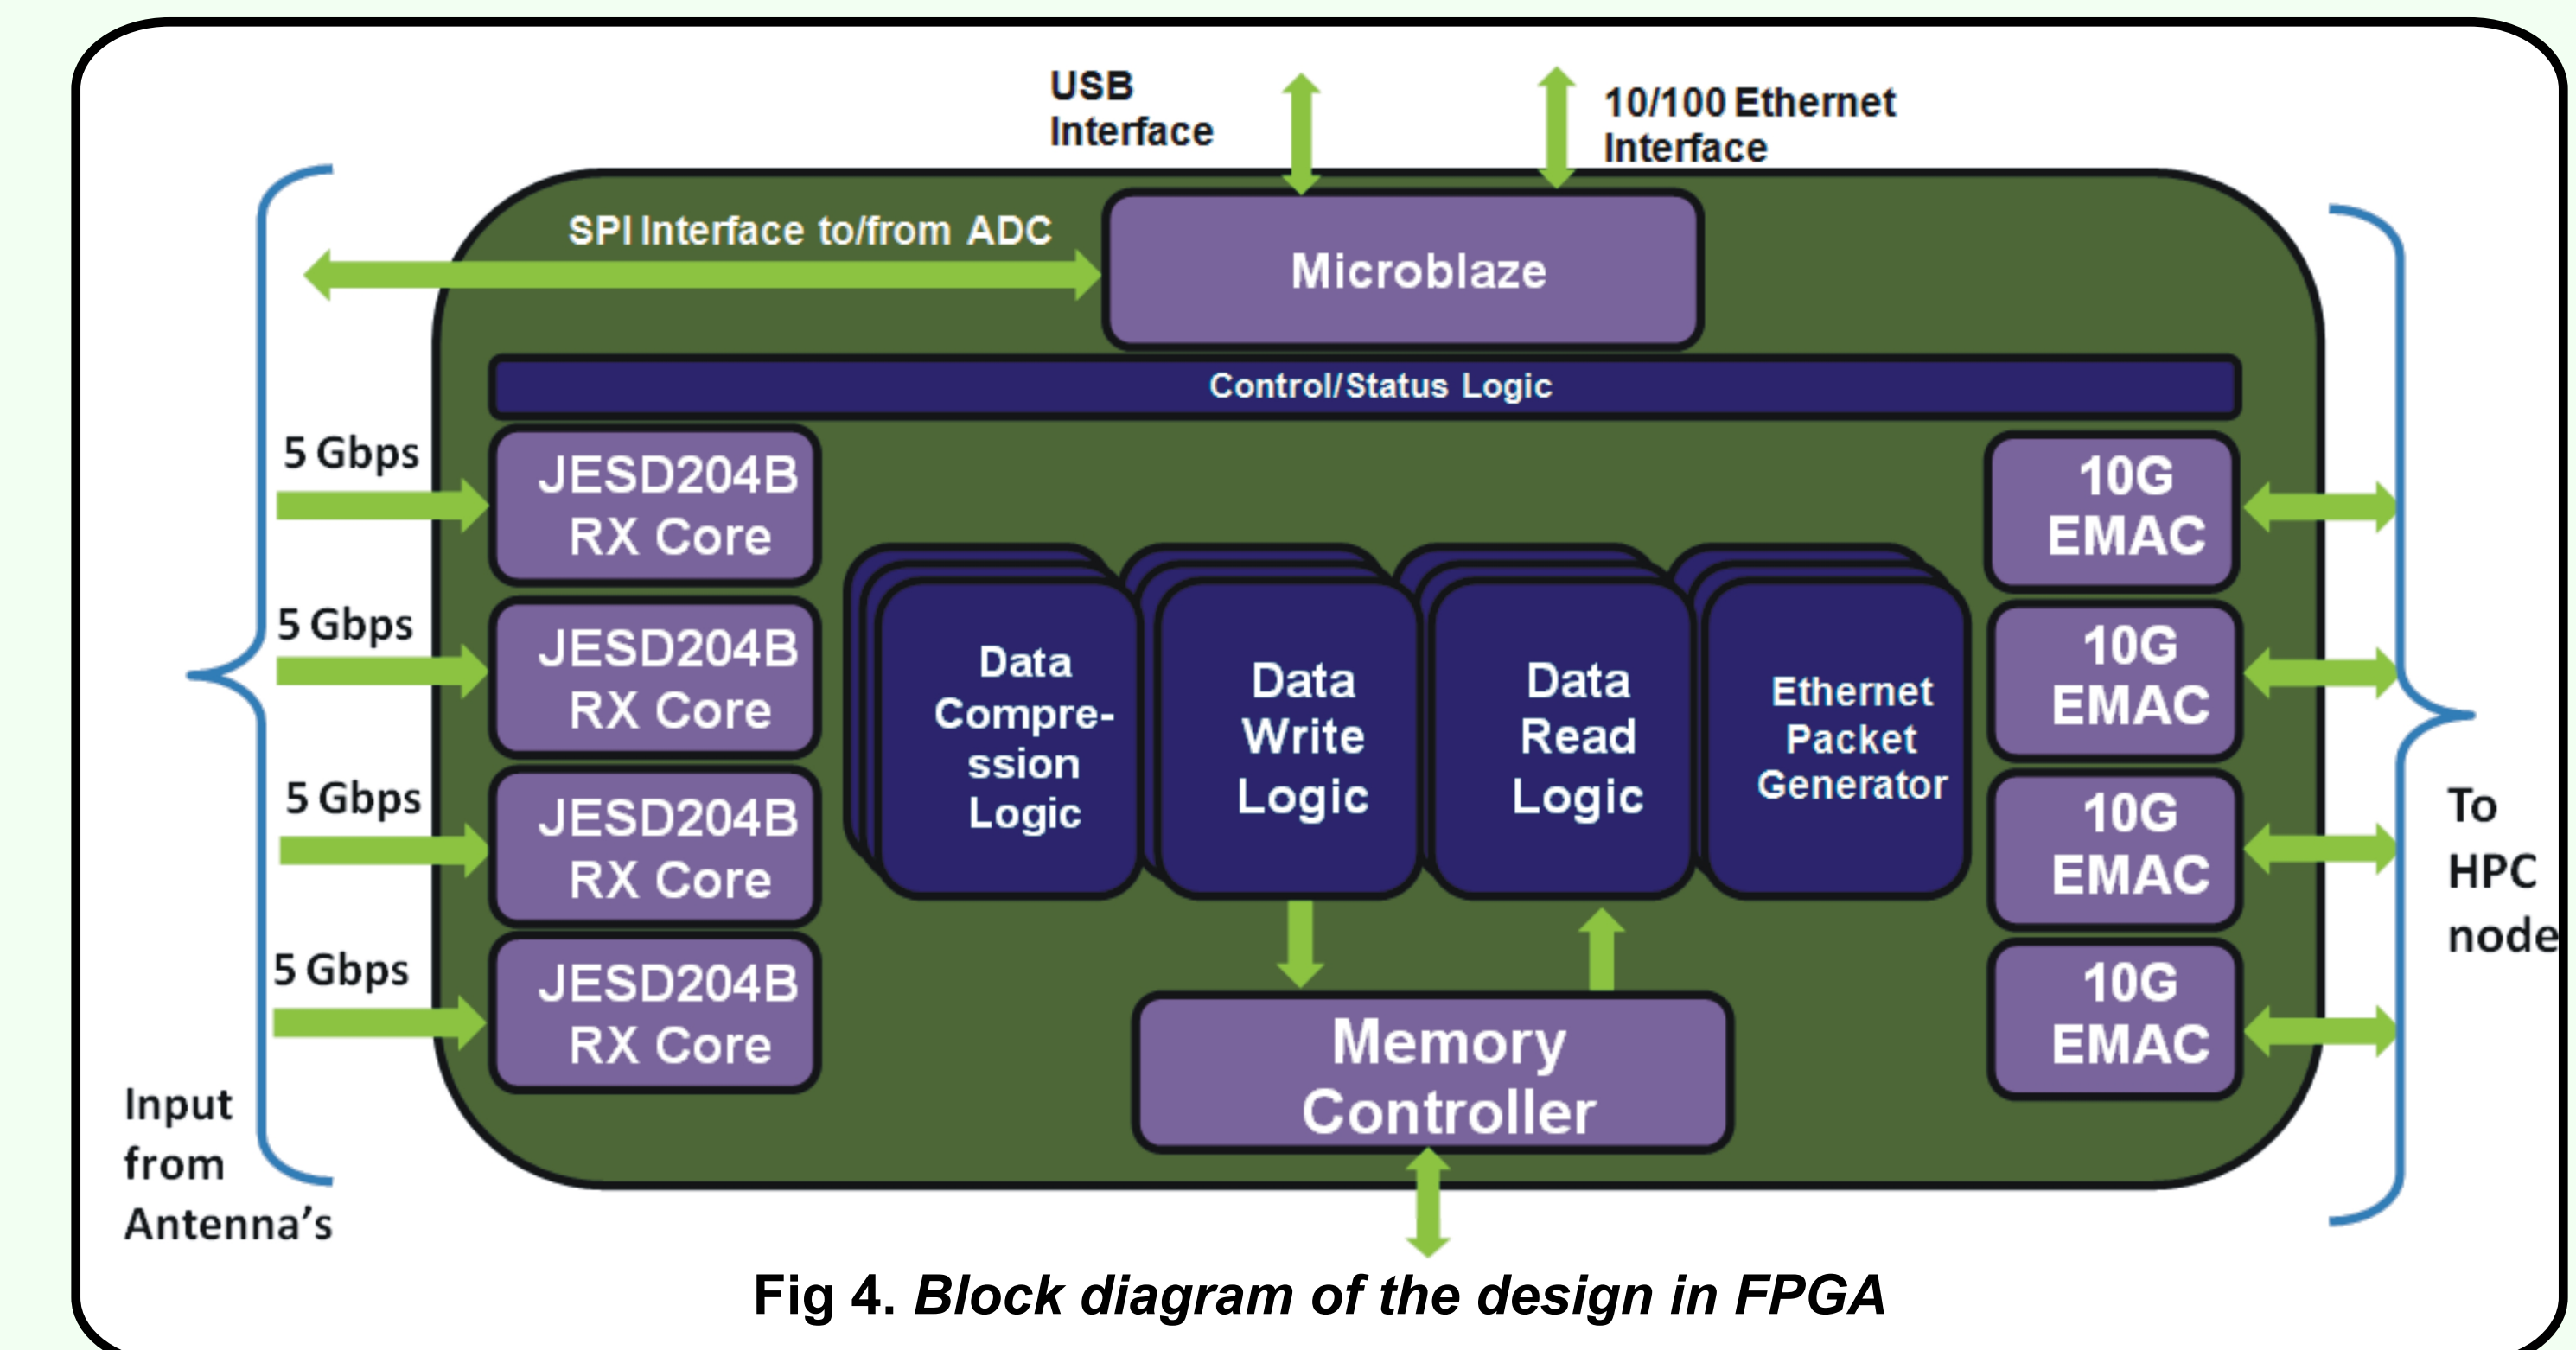 USB
Interface
10/100 Ethernet
Interface
SPI Interface to/from ADC
Microblaze
Control/Status Logic
5 Gbps
5 Gbps
5 Gbps
5 Gbps
Input
from
Antenna’s
JESD204B
RX Core
JESD204B
RX Core
JESD204B
RX Core
JESD204B
RX Core
Data
Compre-
ssion
Logic
Data
Write
Logic
Data
Read
Logic
Ethernet
Packet
Generator
Memory
Controller
10G
EMAC
10G
EMAC
10G
EMAC
10G
EMAC
To
HPC
node
Fig 4. Block diagram of the design in FPGA